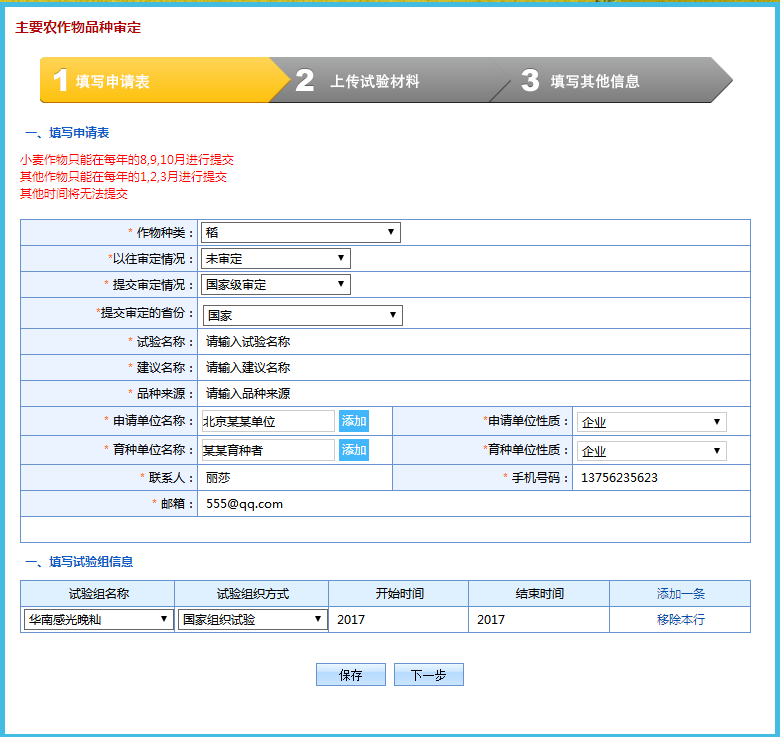 主要农作物品种审定
1 填写申请表 2 上传试验材料 3 填写其他信息
一、填写申请表
小麦作物只能在每年的8,9,10月进行提交
其他作物只能在每年的1,2,3月进行提交
其他时间将无法提交
* 作物种类： 稻
*以往审定情况： 未审定
* 提交审定情况： 国家级审定
*提交审定的省份： 国家
* 试验名称： 请输入试验名称
* 建议名称： 请输入建议名称
* 品种来源： 请输入品种来源
* 申请单位名称： 北京某某单位 添加 *申请单位性质： 企业
* 育种单位名称： 某某育种者 添加 *育种单位性质： 企业
* 联系人： 丽莎 * 手机号码： 13756235623
* 邮箱： 555@qq.com
一、填写试验组信息
试验组名称 试验组织方式 开始时间 结束时间 添加一条
华南感光晚籼 国家组织试验 2017 2017 移除本行
保存 下一步